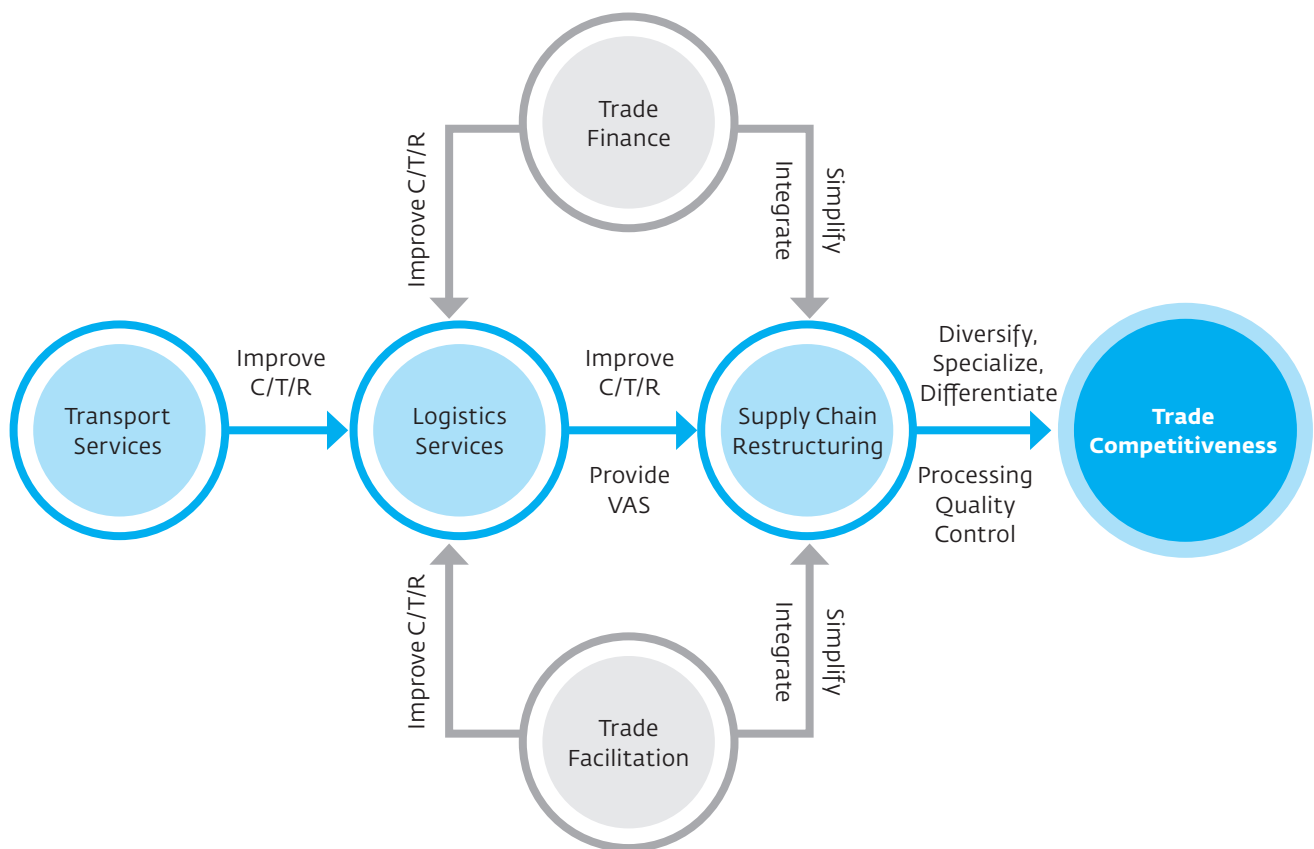 Trade
Finance
Improve C/T/R
Integrate
Simplify
Transport
Services
Improve
C/T/R
Logistics
Services
Improve
C/T/R
Provide
VAS
Supply Chain
Restructuring
Diversify,
Specialize,
Differentiate
Processing
Quality
Control
Trade
Competitiveness
Improve C/T/R
Integrate
Simplify
Trade
Facilitation